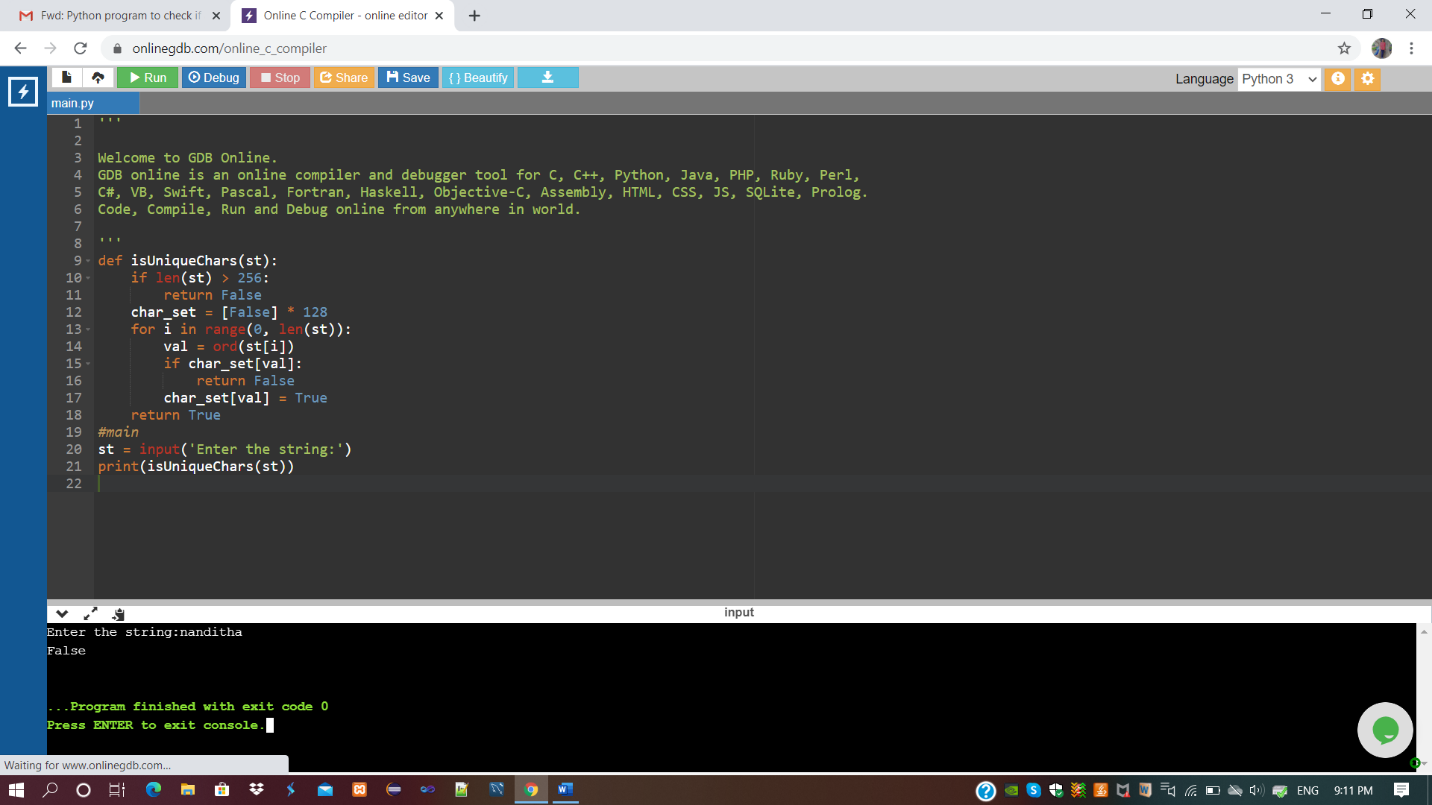 Fwd: Python program to check if
Online C Compiler - online editor
onlinegdb.com/online_c_compiler
Run
Debug
Stop
Share
Save
{ } Beautify
Language Python 3
main.py
1 '''
2
3 Welcome to GDB Online.
4 GDB online is an online compiler and debugger tool for C, C++, Python, Java, PHP, Ruby, Perl,
5 C#, VB, Swift, Pascal, Fortran, Haskell, Objective-C, Assembly, HTML, CSS, JS, SQLite, Prolog.
6 Code, Compile, Run and Debug online from anywhere in world.
7
8 '''
9 def isUniqueChars(st):
10     if len(st) > 256:
11         return False
12     char_set = [False] * 128
13     for i in range(0, len(st)):
14         val = ord(st[i])
15         if char_set[val]:
16             return False
17         char_set[val] = True
18     return True
19 #main
20 st = input('Enter the string:')
21 print(isUniqueChars(st))
22
input
Enter the string:nanditha
False
...Program finished with exit code 0
Press ENTER to exit console.
Waiting for www.onlinegdb.com...
ENG 9:11 PM